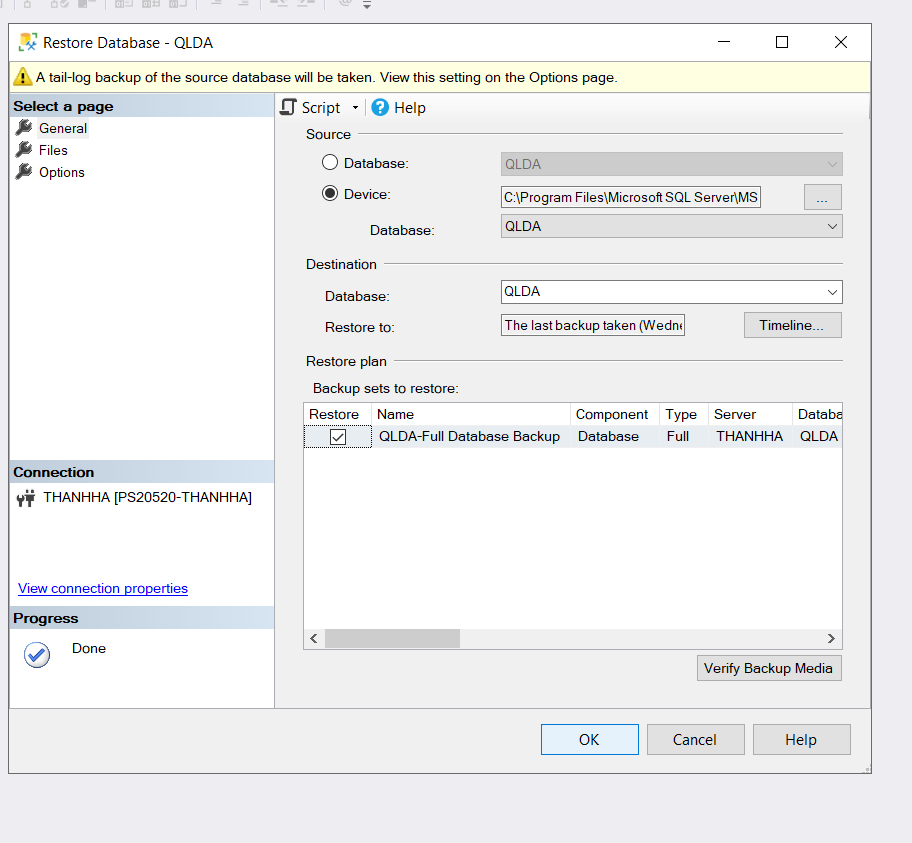 Restore Database - QLDA
A tail-log backup of the source database will be taken. View this setting on the Options page.
Select a page
General
Files
Options
Script
Help
Source
Database:
QLDA
Device:
C:\Program Files\Microsoft SQL Server\MS
...
Database:
QLDA
Destination
Database:
QLDA
Restore to:
The last backup taken (Wedne
Timeline...
Restore plan
Backup sets to restore:
Restore Name Component Type Server Databa
QLDA-Full Database Backup Database Full THANHHA QLDA
Connection
THANHHA [PS20520-THANHHA]
View connection properties
Progress
Done
Verify Backup Media
OK Cancel Help